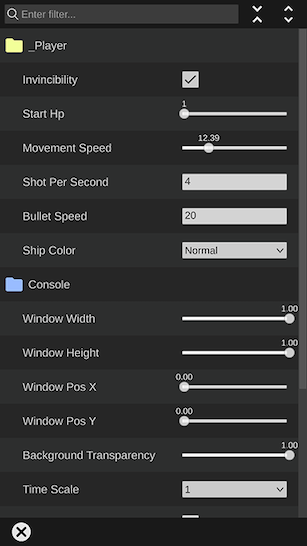 Enter filter...
_Player
Invincibility
Start Hp 1
Movement Speed 12.39
Shot Per Second 4
Bullet Speed 20
Ship Color Normal
Console
Window Width 1.00
Window Height 1.00
Window Pos X 0.00
Window Pos Y 0.00
Background Transparency 1.00
Time Scale 1